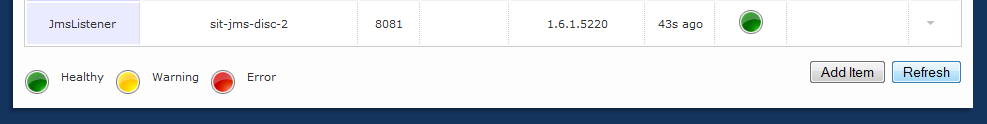 JmsListener sit-jms-disc-2 8081 1.6.1.5220 43s ago
Healthy Warning Error Add Item Refresh